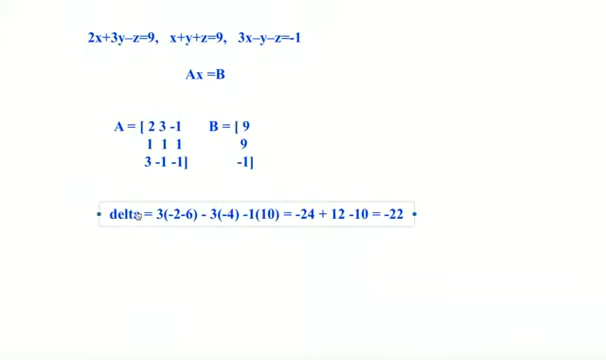 2x+3y–z=9, x+y+z=9, 3x–y–z=-1
Ax =B
A = [ 2 3 -1 B = [ 9
1 1 1 9
3 -1 -1] -1]
delta = 3(-2-6) - 3(-4) -1(10) = -24 + 12 -10 = -22